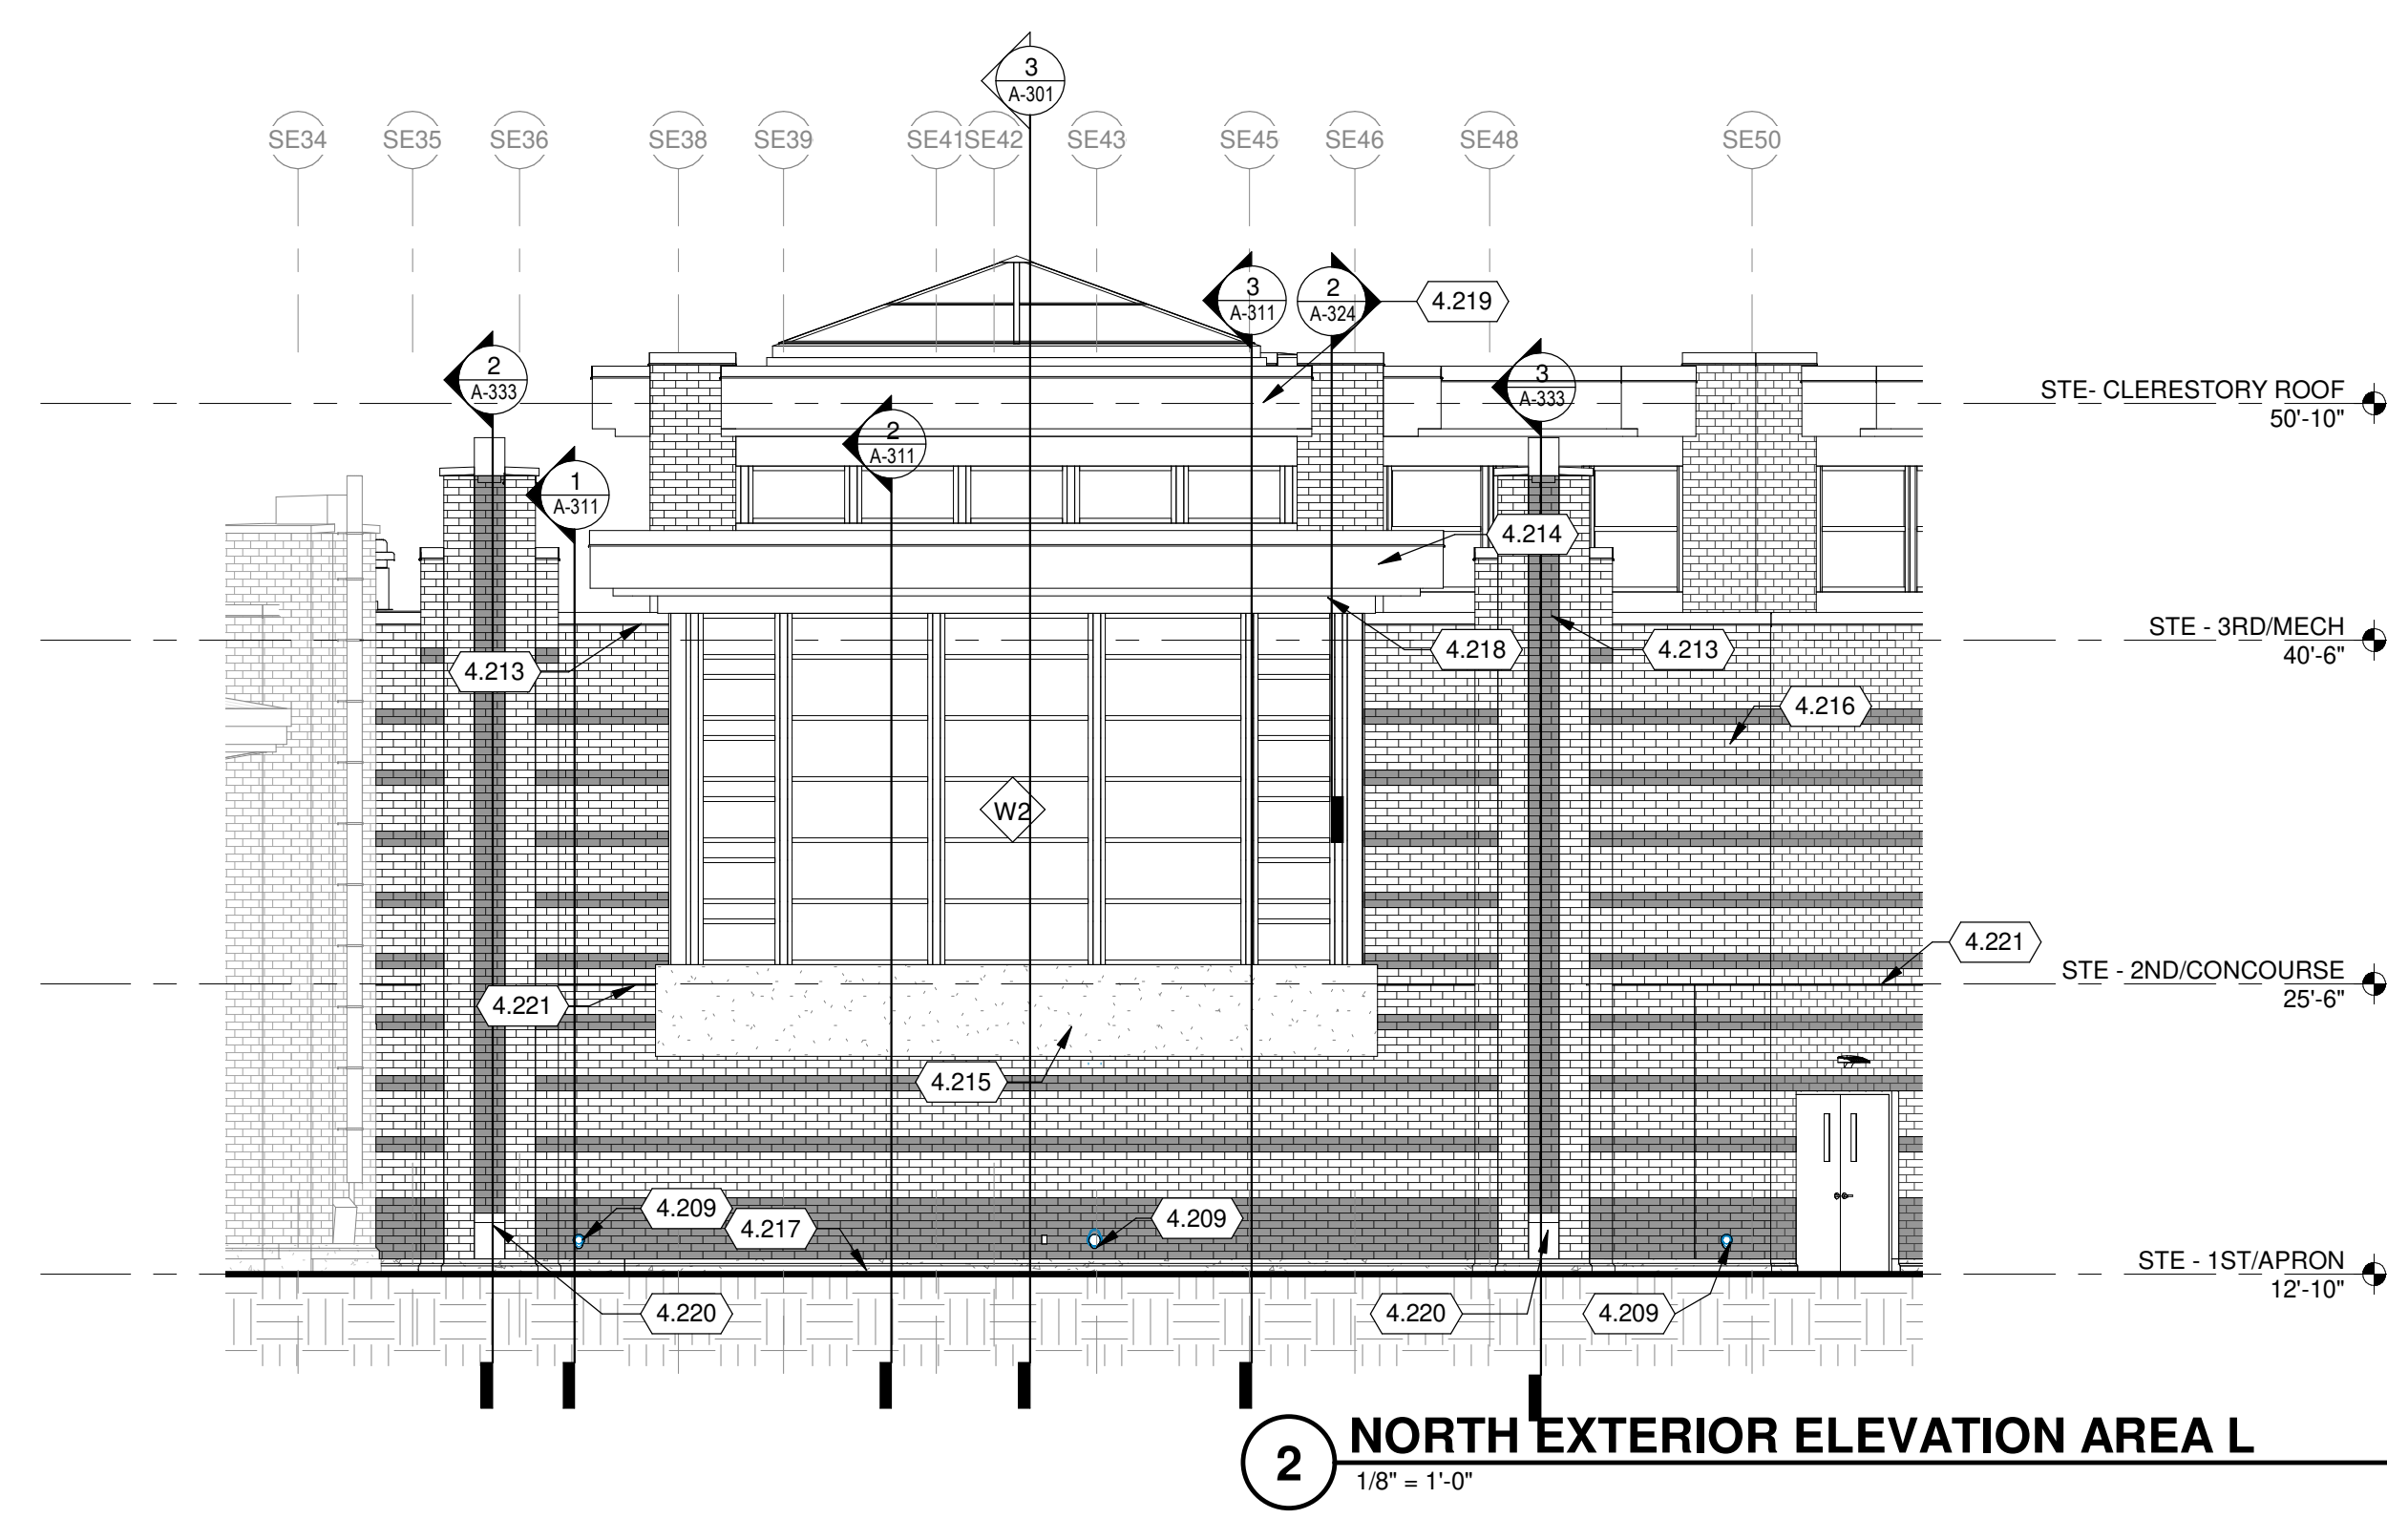 3
A-301
SE34 SE35 SE36 SE38 SE39 SE41 SE42 SE43 SE45 SE46 SE48 SE50
3
A-311
2
A-324
4.219
2
A-333
3
A-333
STE- CLERESTORY ROOF
50'-10"
2
A-311
1
A-311
4.214
STE - 3RD/MECH
40'-6"
4.213
4.218
4.213
4.216
W2
4.221
STE - 2ND/CONCOURSE
25'-6"
4.221
4.215
4.209
4.217
4.209
STE - 1ST/APRON
12'-10"
4.220
4.220
4.209
2
NORTH EXTERIOR ELEVATION AREA L
1/8" = 1'-0"